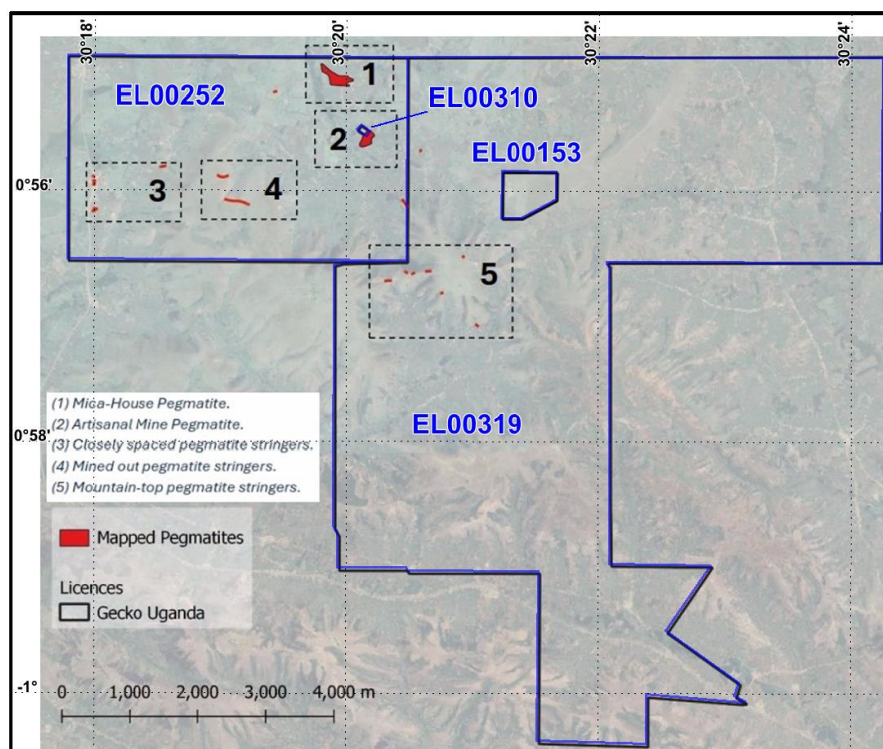 30°18'
30°20'
30°22'
30°24'
1
EL00252
EL00310
2
EL00153
0°56'
3
4
5
(1) Mica-House Pegmatite.
(2) Artisanal Mine Pegmatite.
(3) Closely spaced pegmatite stringers.
(4) Mined out pegmatite stringers.
(5) Mountain-top pegmatite stringers.
EL00319
0°58'
Mapped Pegmatites
Licences
Gecko Uganda
-1°
0 1,000 2,000 3,000 4,000 m